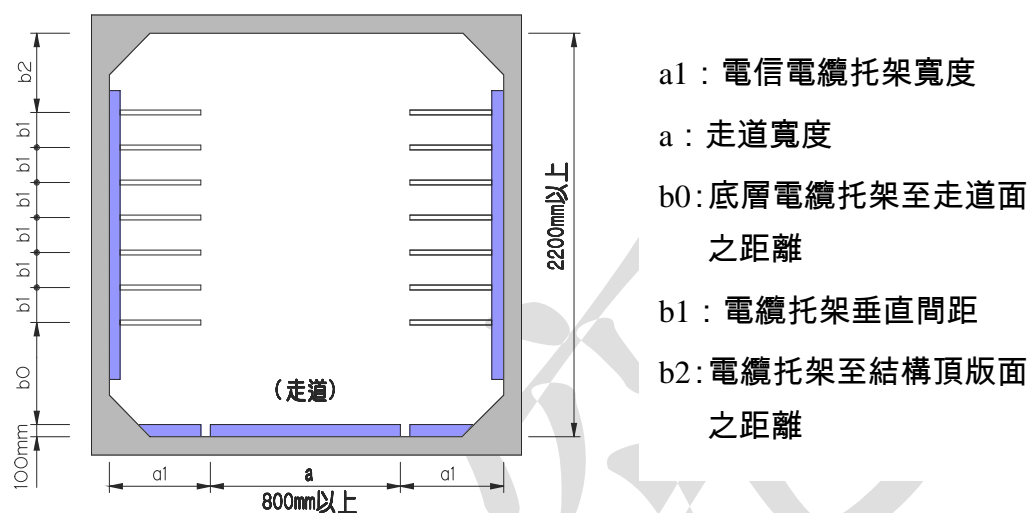 b2
b1
b1
b1
b1
b1
b1
b0
100mm
(走道)
2200mm以上
a1
a
a1
800mm以上
a1：電信電纜托架寬度
a：走道寬度
b0:底層電纜托架至走道面
之距離
b1：電纜托架垂直間距
b2:電纜托架至結構頂版面
之距離